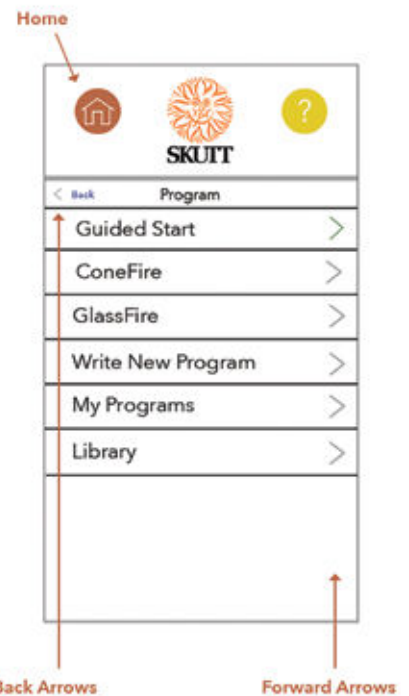 Home
?
SKUTT
< Back Program
Guided Start >
ConeFire >
GlassFire >
Write New Program >
My Programs >
Library >
Back Arrows Forward Arrows